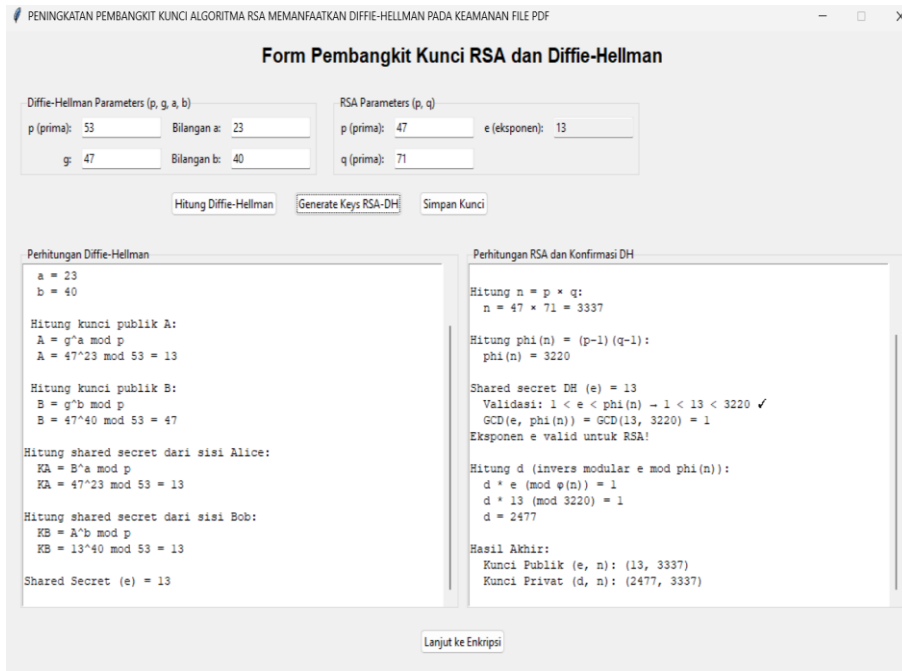 PENINGKATAN PEMBANGKIT KUNCI ALGORITMA RSA MEMANFAATKAN DIFFIE-HELLMAN PADA KEAMANAN FILE PDF
Form Pembangkit Kunci RSA dan Diffie-Hellman
Diffie-Hellman Parameters (p, g, a, b)
p (prima): 53 Bilangan a: 23
g: 47 Bilangan b: 40
RSA Parameters (p, q)
p (prima): 47 e (eksponen): 13
q (prima): 71
Hitung Diffie-Hellman Generate Keys RSA-DH Simpan Kunci
Perhitungan Diffie-Hellman
a = 23
b = 40
Hitung kunci publik A:
A = g^a mod p
A = 47^23 mod 53 = 13
Hitung kunci publik B:
B = g^b mod p
B = 47^40 mod 53 = 47
Hitung shared secret dari sisi Alice:
KA = B^a mod p
KA = 47^23 mod 53 = 13
Hitung shared secret dari sisi Bob:
KB = A^b mod p
KB = 13^40 mod 53 = 13
Shared Secret (e) = 13
Perhitungan RSA dan Konfirmasi DH
Hitung n = p × q:
n = 47 × 71 = 3337
Hitung phi(n) = (p-1)(q-1):
phi(n) = 3220
Shared secret DH (e) = 13
Validasi: 1 < e < phi(n) → 1 < 13 < 3220 ✓
GCD(e, phi(n)) = GCD(13, 3220) = 1
Eksponen e valid untuk RSA!
Hitung d (invers modular e mod phi(n)):
d * e (mod φ(n)) = 1
d * 13 (mod 3220) = 1
d = 2477
Hasil Akhir:
Kunci Publik (e, n): (13, 3337)
Kunci Privat (d, n): (2477, 3337)
Lanjut ke Enkripsi